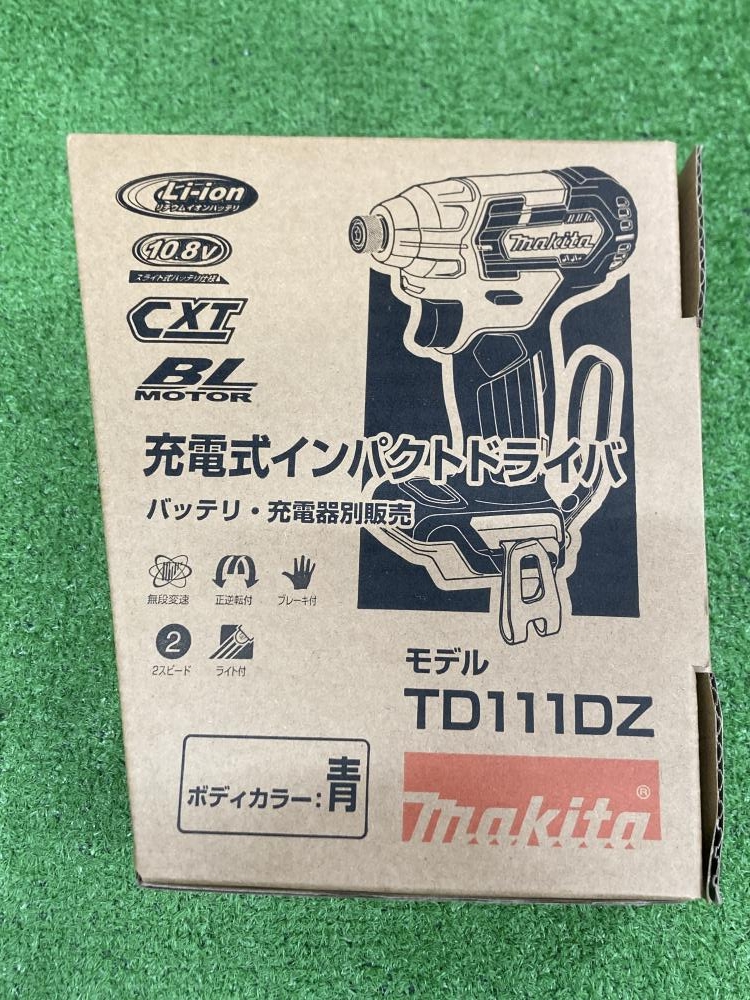 Li-ion
リチウムイオンバッテリ
10.8V
スライド式バッテリ仕様
CXT
BL
MOTOR
makita
充電式インパクトドライバ
バッテリ・充電器別販売
無段変速
正逆転付
ブレーキ付
2
2スピード
ライト付
モデル
TD111DZ
ボディカラー:青
makita®